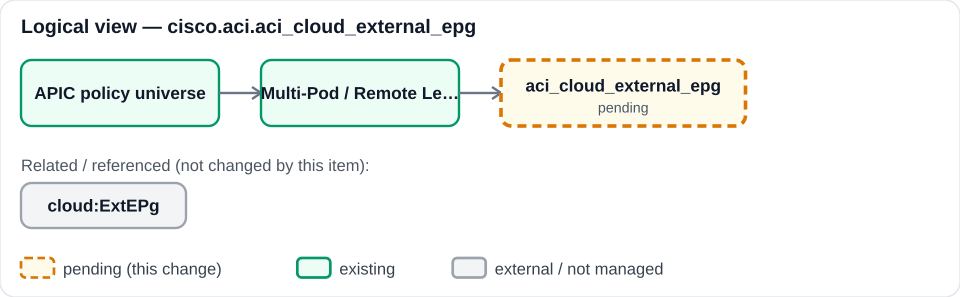 Logical view — cisco.aci.aci_cloud_external_epg
APIC policy universe
Multi-Pod / Remote Le…
aci_cloud_external_epg
pending
Related / referenced (not changed by this item):
cloud:ExtEPg
pending (this change)
existing
external / not managed